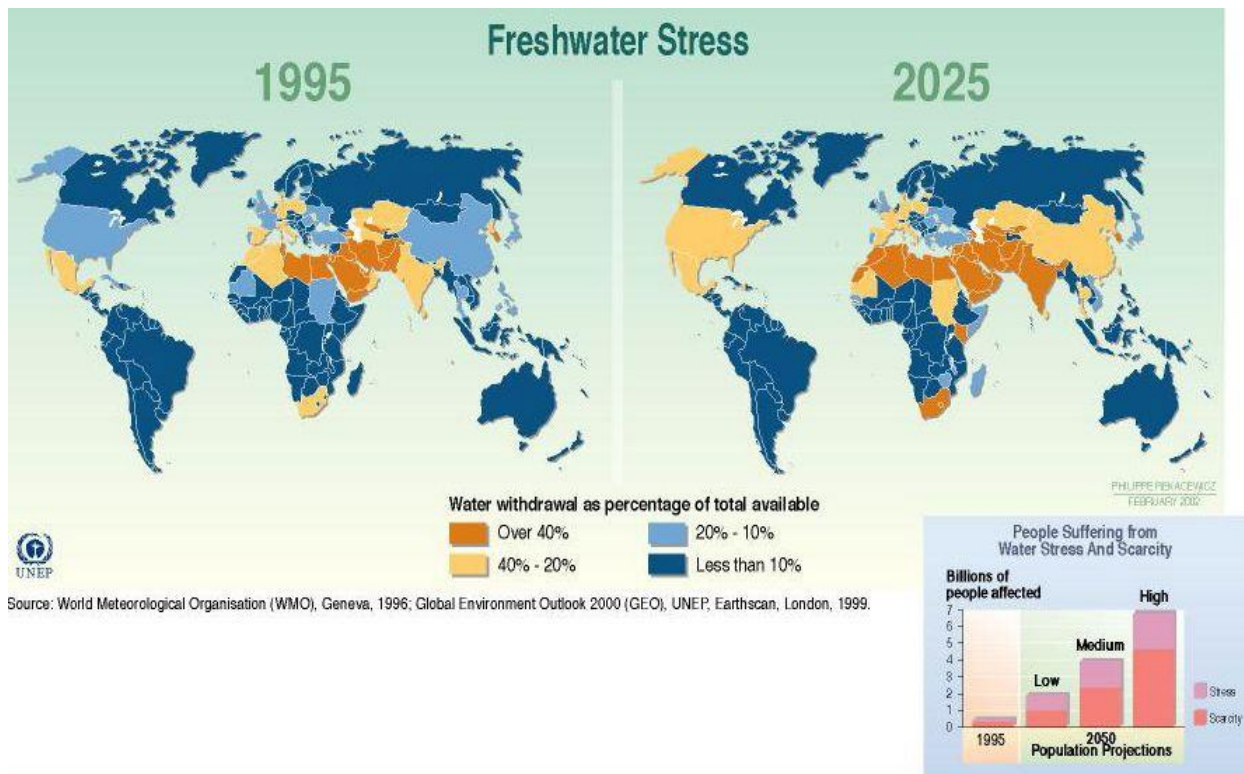 Freshwater Stress
1995
2025
PHILIPPE REKACEWICZ
FEBRUARY 2002
Water withdrawal as percentage of total available
Over 40%
20% - 10%
40% - 20%
Less than 10%
UNEP
Source: World Meteorological Organisation (WMO), Geneva, 1996; Global Environment Outlook 2000 (GEO), UNEP, Earthscan, London, 1999.
People Suffering from
Water Stress And Scarcity
Billions of
people affected
High
7
6
Medium
5
4
Low
3
2
Stress
1
Scarcity
0
1995
2050
Population Projections